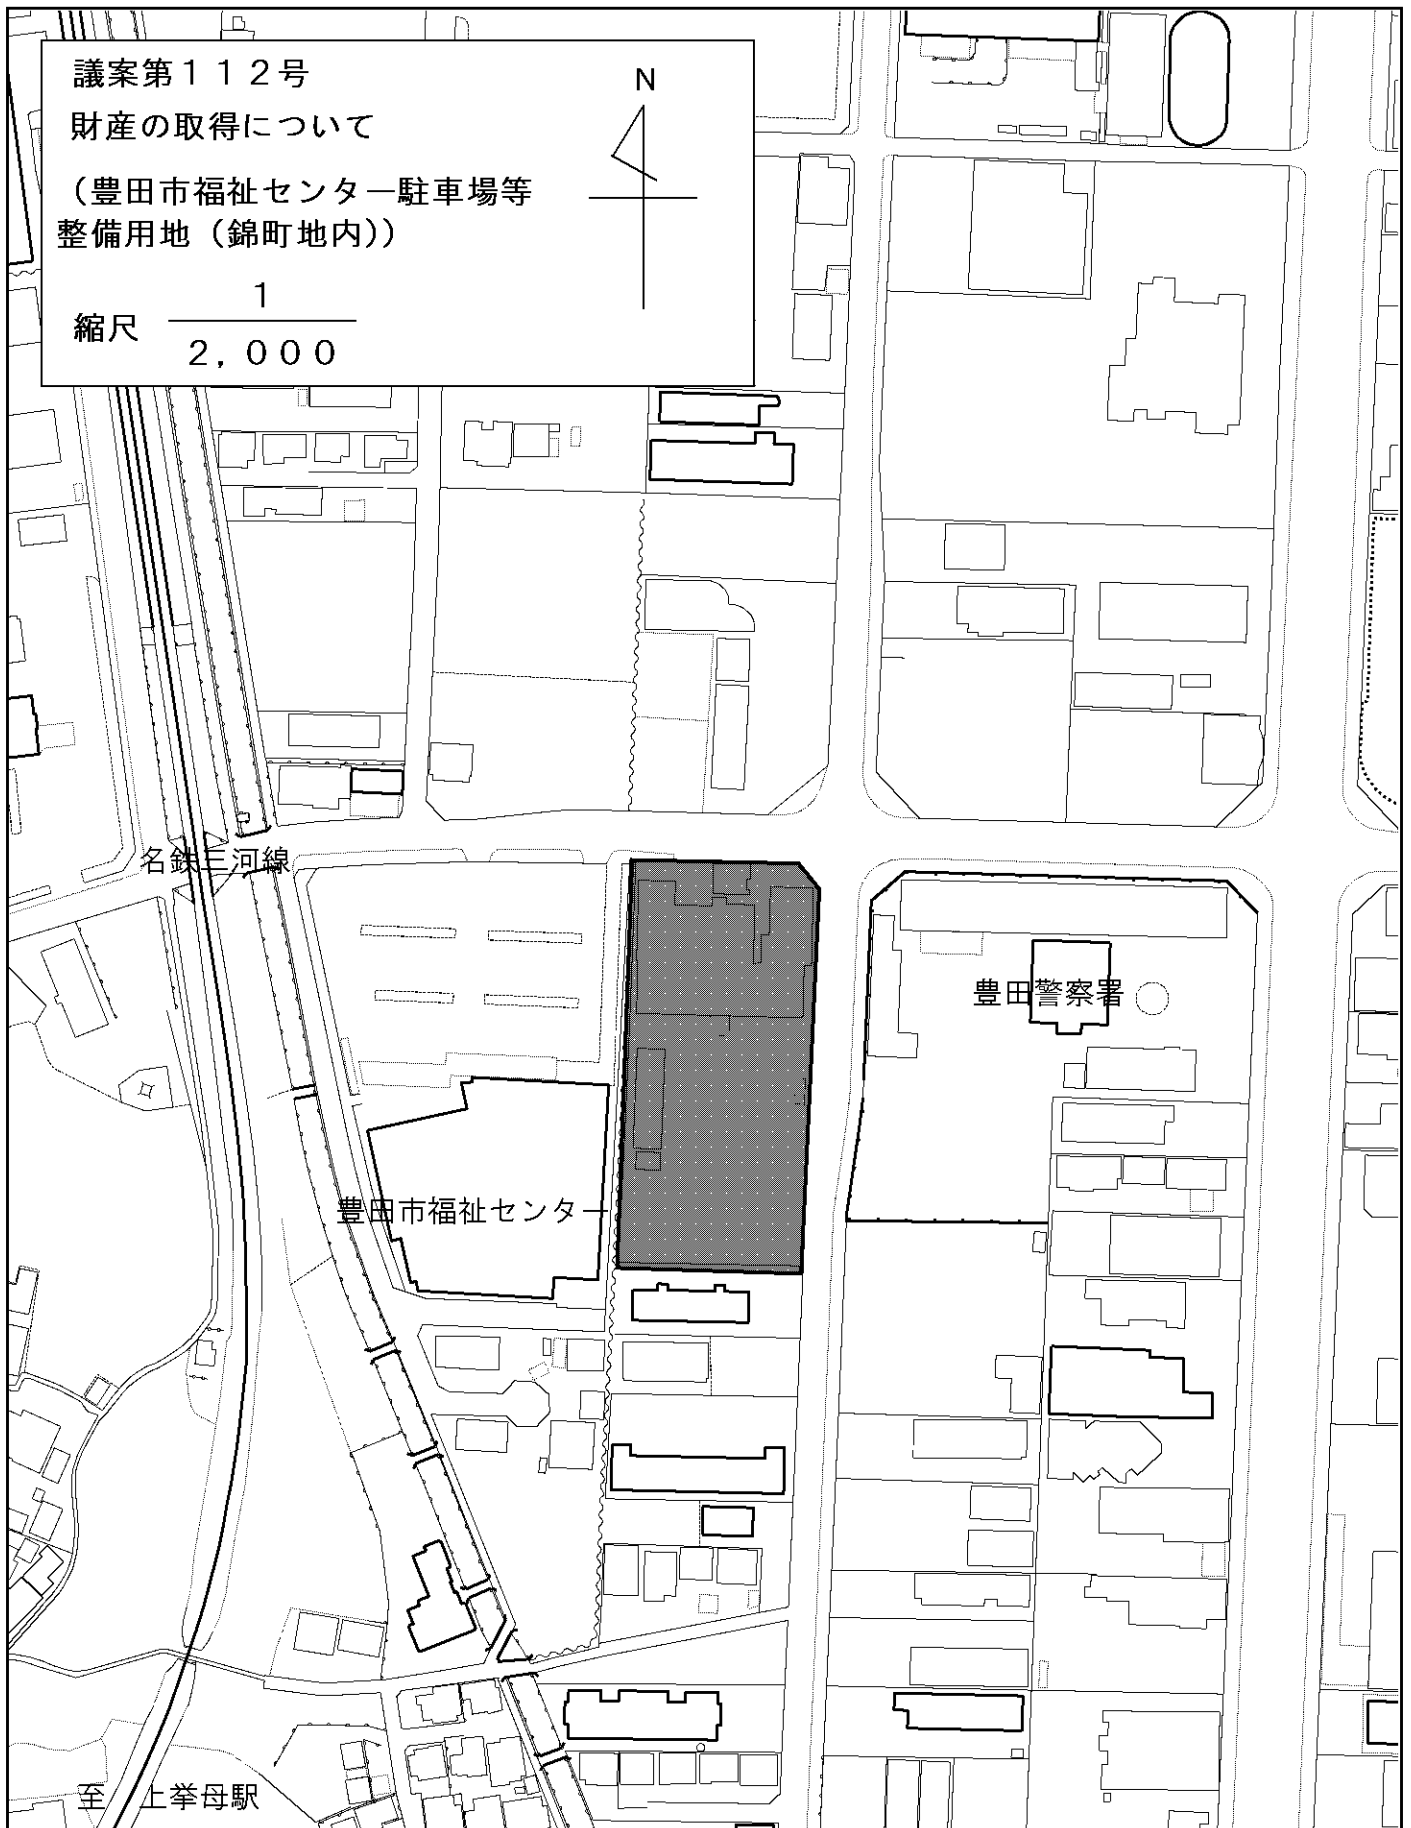 議案第１１２号
財産の取得について
（豊田市福祉センター駐車場等
整備用地（錦町地内））
縮尺
1
2,000
N
名鉄三河線
豊田警察署
豊田市福祉センター
至　上挙母駅